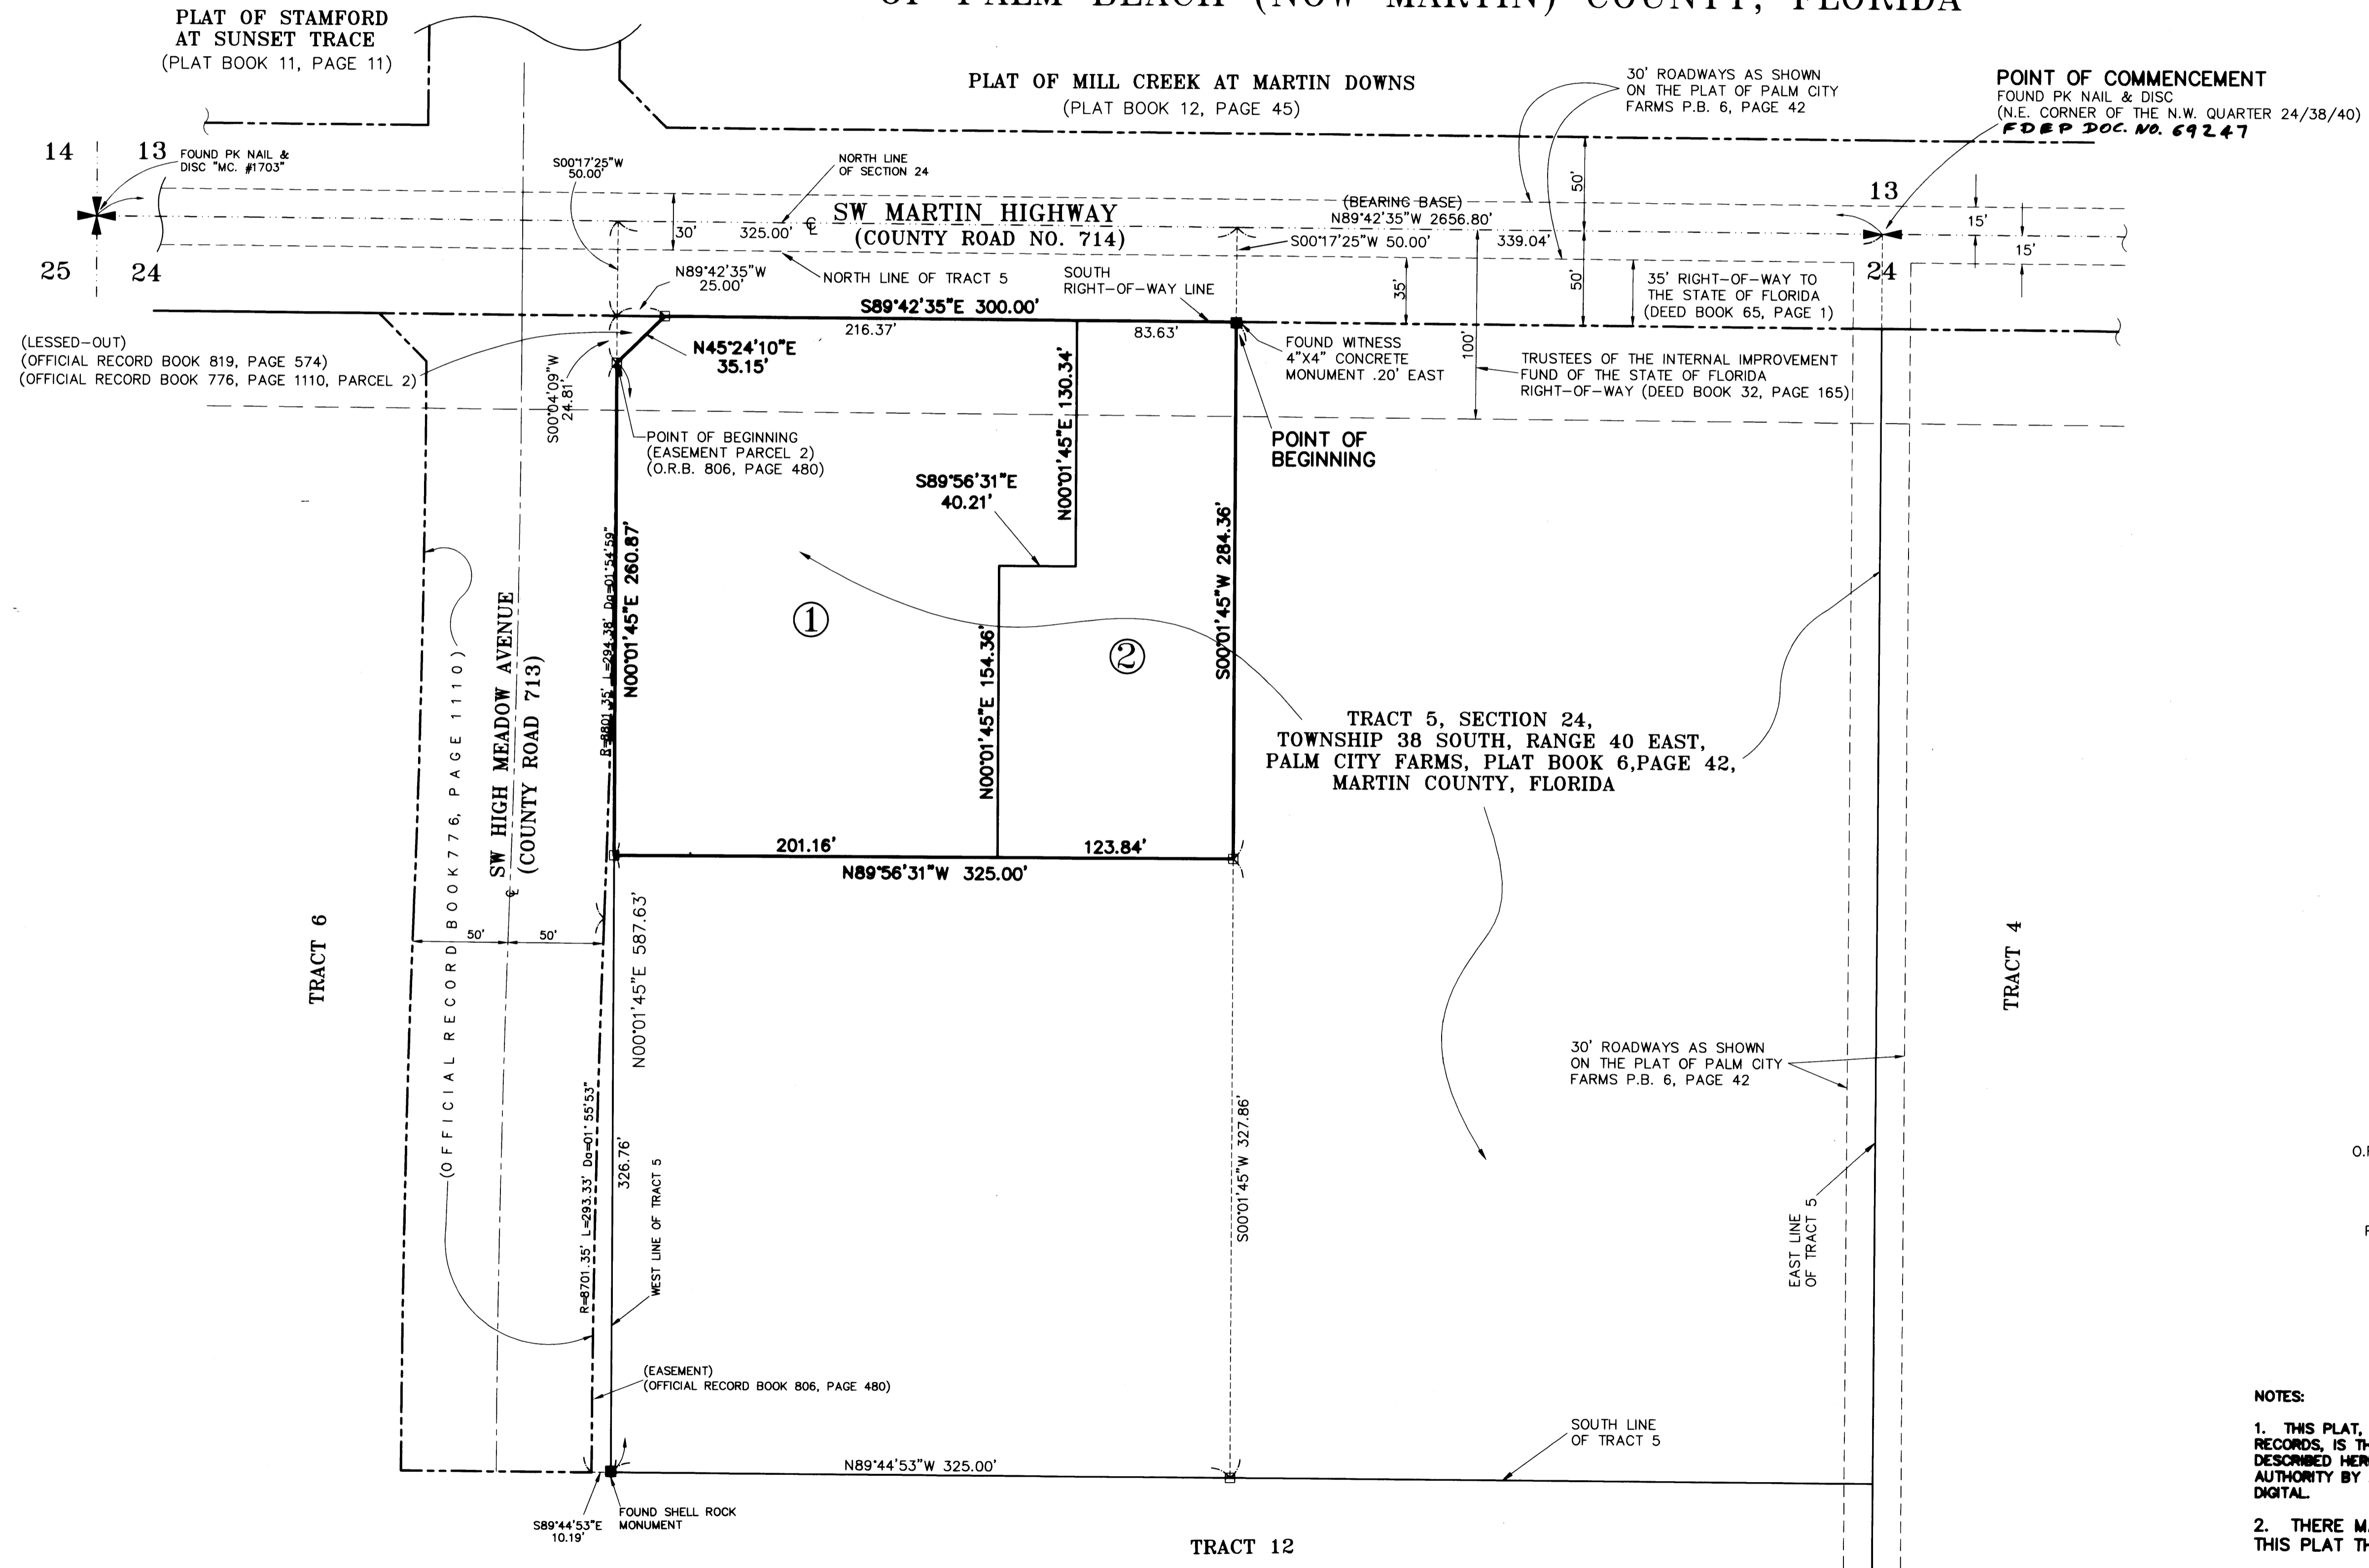 OF PALM BEACH (NOW MARTIN) COUNTY, FLORIDA
PLAT OF STAMFORD
AT SUNSET TRACE
(PLAT BOOK 11, PAGE 11)
PLAT OF MILL CREEK AT MARTIN DOWNS
(PLAT BOOK 12, PAGE 45)
30' ROADWAYS AS SHOWN
ON THE PLAT OF PALM CITY
FARMS P.B. 6, PAGE 42
POINT OF COMMENCEMENT
FOUND PK NAIL & DISC
(N.E. CORNER OF THE N.W. QUARTER 24/38/40)
FDEP DOC. NO. 69247
14
13
FOUND PK NAIL &
DISC "MC. #1703"
25
24
S00°17'25"W
50.00'
NORTH LINE
OF SECTION 24
30'
325.00'
SW MARTIN HIGHWAY
(COUNTY ROAD NO. 714)
(BEARING BASE)
N89°42'35"W 2656.80'
S00°17'25"W 50.00'
339.04'
50'
50'
13
24
15'
15'
N89°42'35"W
25.00'
NORTH LINE OF TRACT 5
SOUTH
RIGHT-OF-WAY LINE
35'
35' RIGHT-OF-WAY TO
THE STATE OF FLORIDA
(DEED BOOK 65, PAGE 1)
S89°42'35"E 300.00'
216.37'
83.63'
(LESSED-OUT)
(OFFICIAL RECORD BOOK 819, PAGE 574)
(OFFICIAL RECORD BOOK 776, PAGE 1110, PARCEL 2)
N45°24'10"E
35.15'
S00°04'09"W
24.81'
FOUND WITNESS
4"X4" CONCRETE
MONUMENT .20' EAST
100'
TRUSTEES OF THE INTERNAL IMPROVEMENT
FUND OF THE STATE OF FLORIDA
RIGHT-OF-WAY (DEED BOOK 32, PAGE 165)
POINT OF BEGINNING
(EASEMENT PARCEL 2)
(O.R.B. 806, PAGE 480)
POINT OF
BEGINNING
N00°01'45"E 130.34'
S89°56'31"E
40.21'
N00°01'45"E 260.87'
R=8801.35' L=294.38' Da=01°54'59"
S00°01'45"W 284.36'
1
2
N00°01'45"E 154.36'
SW HIGH MEADOW AVENUE
(COUNTY ROAD 713)
(OFFICIAL RECORD BOOK 776, PAGE 1110)
TRACT 5, SECTION 24,
TOWNSHIP 38 SOUTH, RANGE 40 EAST,
PALM CITY FARMS, PLAT BOOK 6,PAGE 42,
MARTIN COUNTY, FLORIDA
201.16'
123.84'
N89°56'31"W 325.00'
50'
50'
TRACT 6
TRACT 4
N00°01'45"E 587.63'
30' ROADWAYS AS SHOWN
ON THE PLAT OF PALM CITY
FARMS P.B. 6, PAGE 42
R=8701.35' L=293.33' Da=01°55'53"
326.76'
WEST LINE OF TRACT 5
S00°01'45"W 327.86'
EAST LINE
OF TRACT 5
(EASEMENT)
(OFFICIAL RECORD BOOK 806, PAGE 480)
SOUTH LINE
OF TRACT 5
N89°44'53"W 325.00'
S89°44'53"E
10.19'
FOUND SHELL ROCK
MONUMENT
TRACT 12
NOTES:
1. THIS PLAT,
RECORDS, IS
DESCRIBED
AUTHORITY BY
DIGITAL.
2. THERE
THIS PLAT